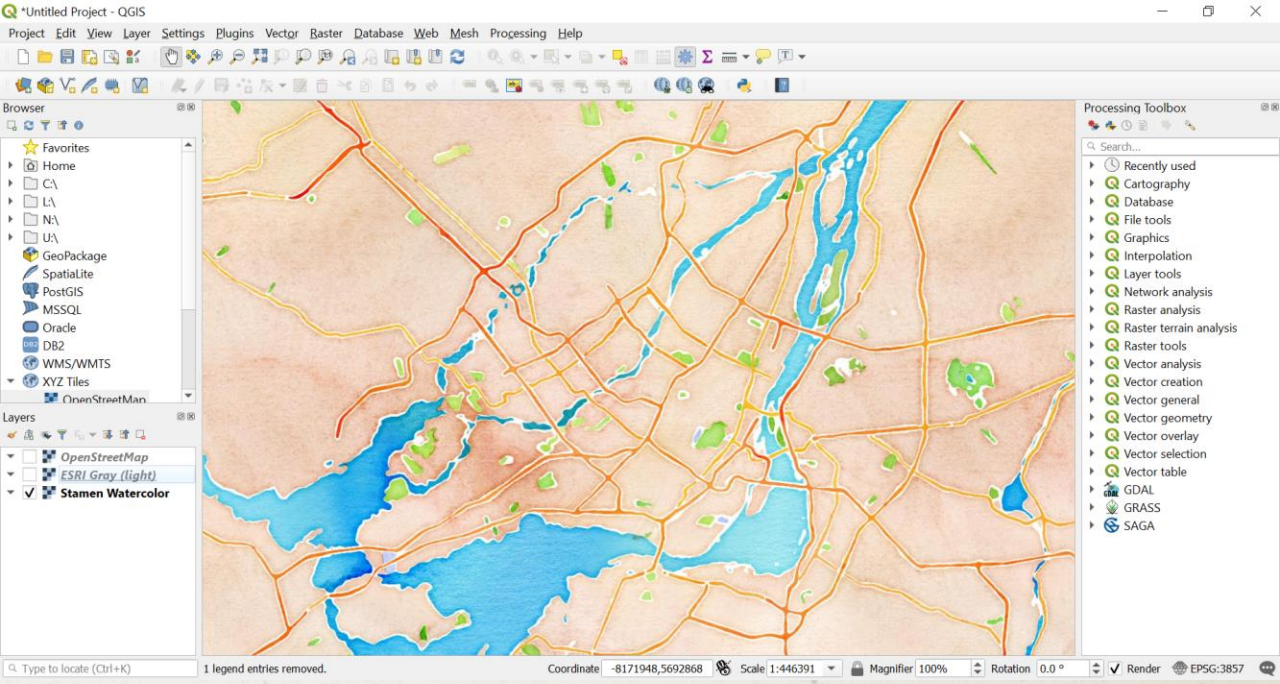 *Untitled Project - QGIS
Project Edit View Layer Settings Plugins Vector Raster Database Web Mesh Processing Help
Browser
Favorites
Home
C:\
L:\
N:\
U:\
GeoPackage
SpatiaLite
PostGIS
MSSQL
Oracle
DB2
WMS/WMTS
XYZ Tiles
OpenStreetMap
Layers
OpenStreetMap
ESRI Gray (light)
Stamen Watercolor
Processing Toolbox
Search...
Recently used
Cartography
Database
File tools
Graphics
Interpolation
Layer tools
Network analysis
Raster analysis
Raster terrain analysis
Raster tools
Vector analysis
Vector creation
Vector general
Vector geometry
Vector overlay
Vector selection
Vector table
GDAL
GRASS
SAGA
Type to locate (Ctrl+K) 1 legend entries removed. Coordinate -8171948,5692868 Scale 1:446391 Magnifier 100% Rotation 0.0 ° Render EPSG:3857